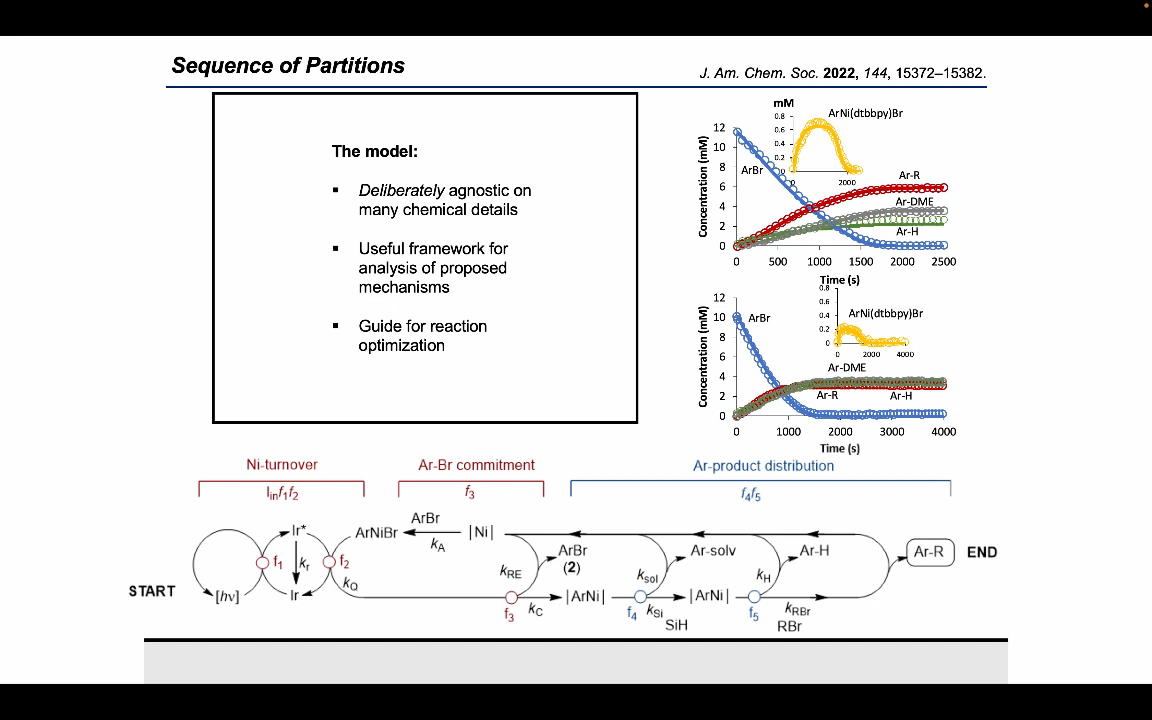 Sequence of Partitions
J. Am. Chem. Soc. 2022, 144, 15372–15382.
The model:
▪ Deliberately agnostic on
many chemical details
▪ Useful framework for
analysis of proposed
mechanisms
▪ Guide for reaction
optimization
mM
0.8
0.6
0.4
0.2
0
0
2000
ArNi(dtbbpy)Br
Concentration (mM)
12
10
8
6
4
2
0
ArBr
Ar-R
Ar-DME
Ar-H
0 500 1000 1500 2000 2500
Time (s)
0.8
0.6
0.4
0.2
0
0 2000 4000
ArNi(dtbbpy)Br
Concentration (mM)
12
10
8
6
4
2
0
ArBr
Ar-DME
Ar-R
Ar-H
0 1000 2000 3000 4000
Time (s)
Ni-turnover
Iinf1f2
Ar-Br commitment
f3
Ar-product distribution
f4f5
START
[hν]
f1
Ir*
kr
Ir
f2
kQ
ArNiBr
ArBr
kA
|Ni|
kRE
ArBr
(2)
f3
kC
|ArNi|
ksol
Ar-solv
f4
kSi
SiH
|ArNi|
kH
Ar-H
f5
kRBr
RBr
Ar-R
END